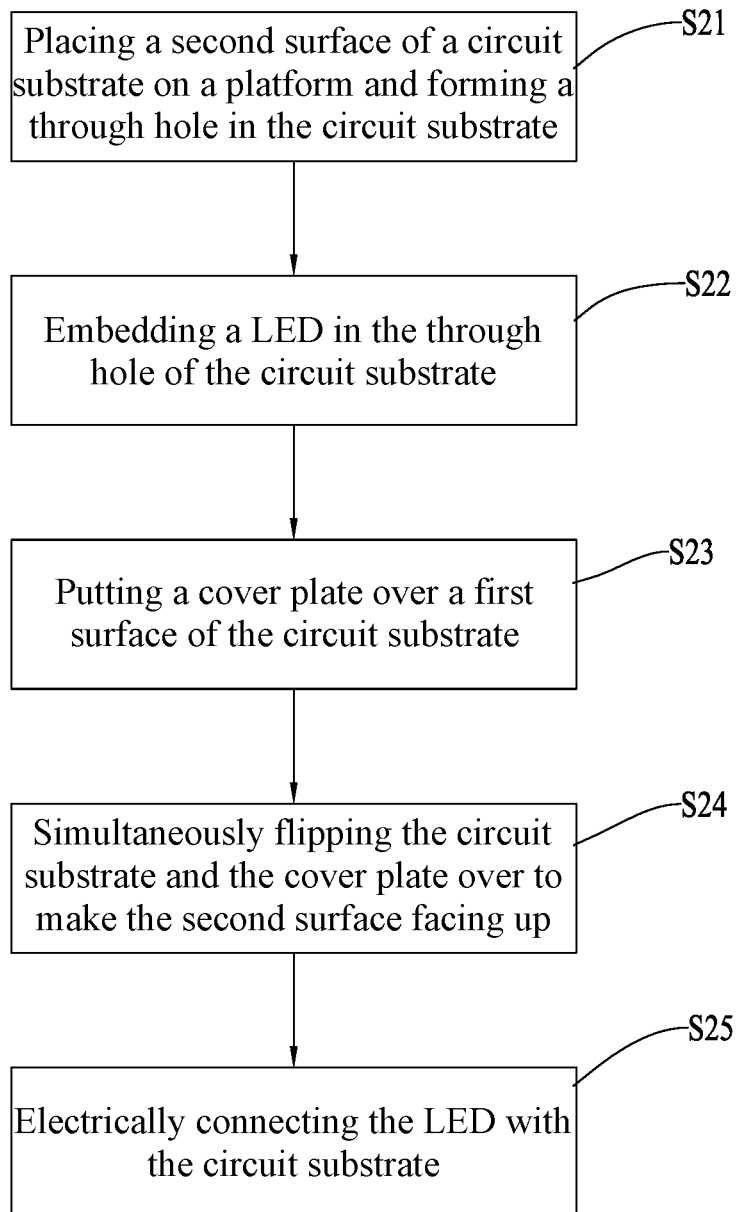 S21
Placing a second surface of a circuit
substrate on a platform and forming a
through hole in the circuit substrate
S22
Embedding a LED in the through
hole of the circuit substrate
S23
Putting a cover plate over a first
surface of the circuit substrate
S24
Simultaneously flipping the circuit
substrate and the cover plate over to
make the second surface facing up
S25
Electrically connecting the LED with
the circuit substrate